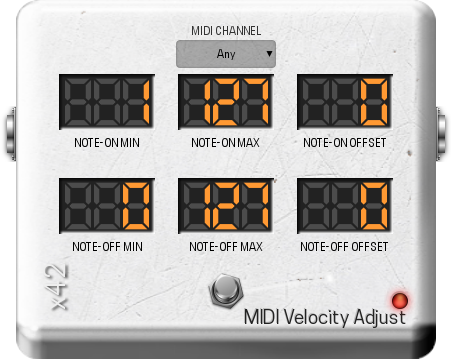 MIDI CHANNEL
Any
1 127 0
NOTE-ON MIN NOTE-ON MAX NOTE-ON OFFSET
0 127 0
NOTE-OFF MIN NOTE-OFF MAX NOTE-OFF OFFSET
x42
MIDI Velocity Adjust